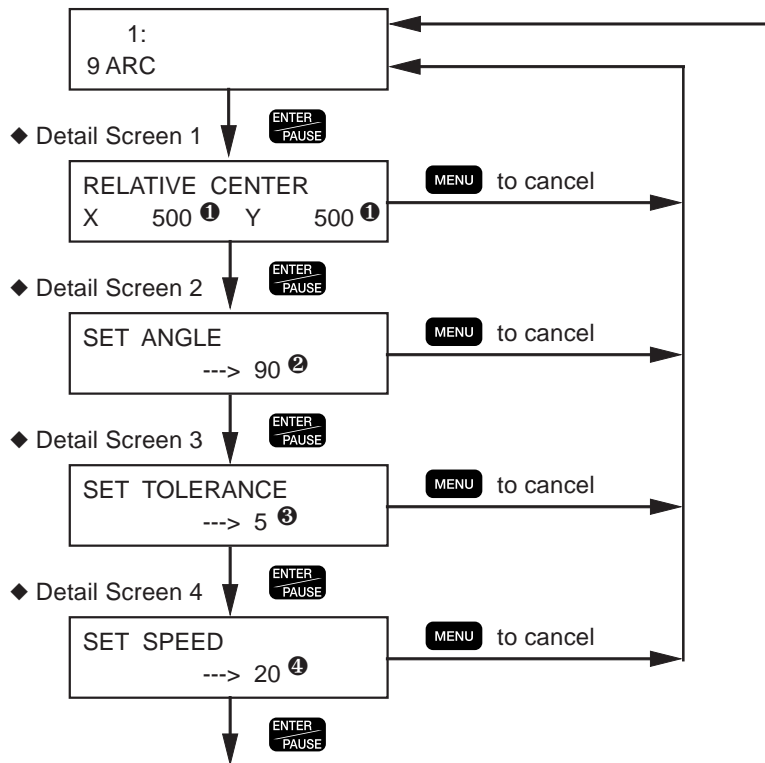 1:
9 ARC
ENTER
PAUSE
◆ Detail Screen 1
RELATIVE CENTER
X 500 ❶ Y 500 ❶
MENU to cancel
ENTER
PAUSE
◆ Detail Screen 2
SET ANGLE
---> 90 ❷
MENU to cancel
ENTER
PAUSE
◆ Detail Screen 3
SET TOLERANCE
---> 5 ❸
MENU to cancel
ENTER
PAUSE
◆ Detail Screen 4
SET SPEED
---> 20 ❹
MENU to cancel
ENTER
PAUSE